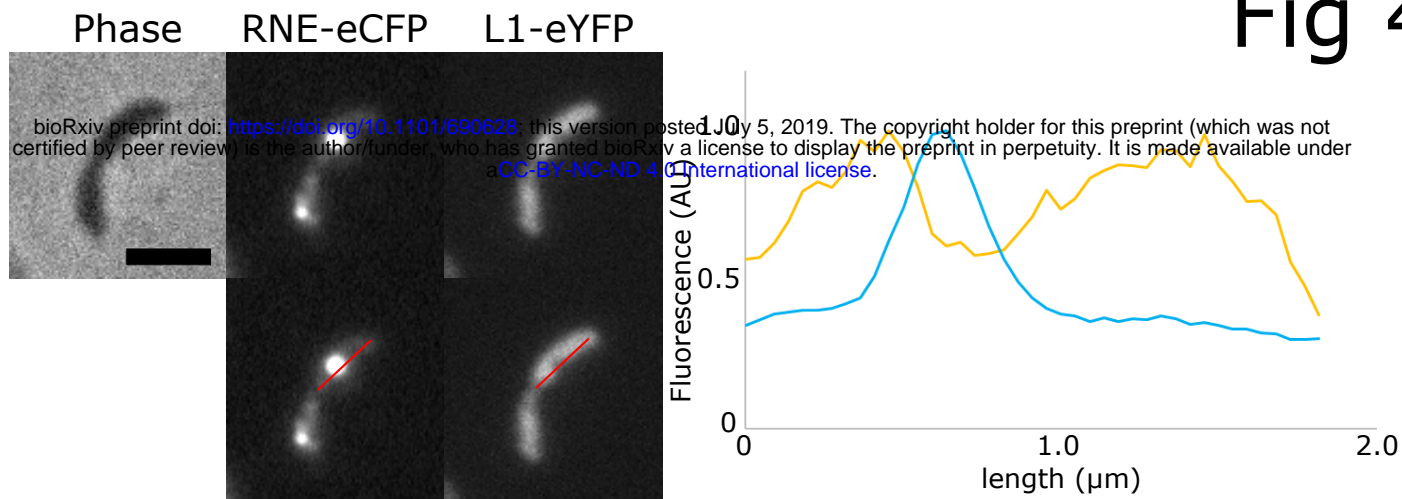 Fig 4
Phase RNE-eCFP L1-eYFP
bioRxiv preprint doi: https://doi.org/10.1101/690628; this version posted July 5, 2019. The copyright holder for this preprint (which was not
certified by peer review) is the author/funder, who has granted bioRxiv a license to display the preprint in perpetuity. It is made available under
aCC-BY-NC-ND 4.0 International license.
Fluorescence (AU)
1.0
0.5
0
0 1.0 2.0
length (µm)